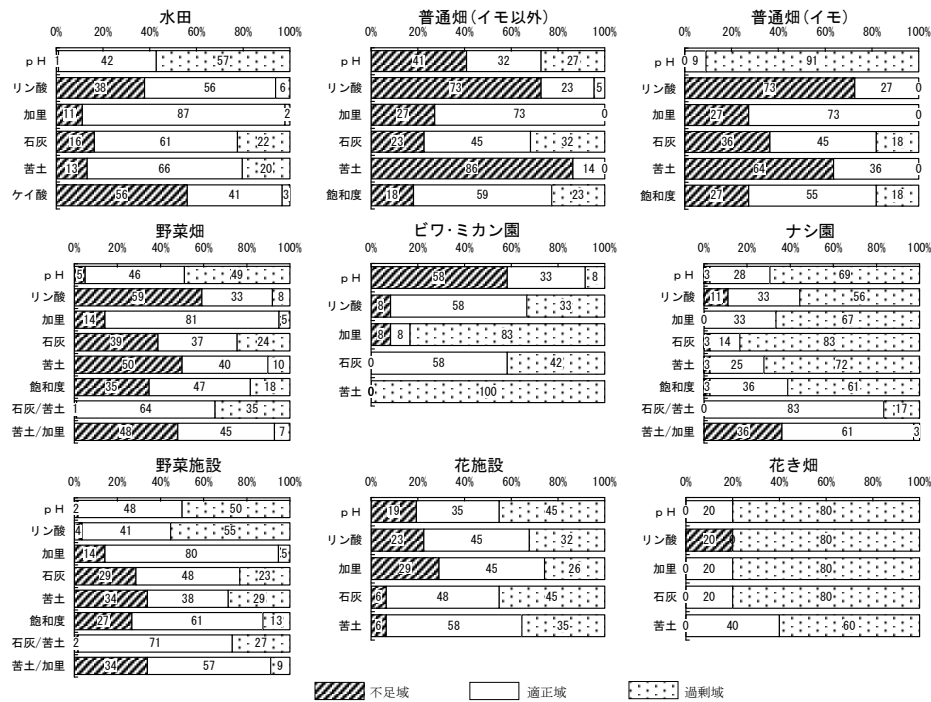 水田
0% 20% 40% 60% 80% 100%
pH 1 42 57
リン酸 38 56 6
加里 11 87 2
石灰 16 61 22
苦土 13 66 20
ケイ酸 56 41 3
普通畑(イモ以外)
0% 20% 40% 60% 80% 100%
pH 41 32 27
リン酸 73 23 5
加里 27 73 0
石灰 23 45 32
苦土 86 14 0
飽和度 18 59 23
普通畑(イモ)
0% 20% 40% 60% 80% 100%
pH 0 9 91
リン酸 73 27 0
加里 27 73 0
石灰 36 45 18
苦土 64 36 0
飽和度 27 55 18
野菜畑
0% 20% 40% 60% 80% 100%
pH 5 46 49
リン酸 59 33 8
加里 14 81 5
石灰 39 37 24
苦土 50 40 10
飽和度 35 47 18
石灰/苦土 1 64 35
苦土/加里 48 45 7
ビワ・ミカン園
0% 20% 40% 60% 80% 100%
pH 58 33 8
リン酸 8 58 33
加里 8 8 83
石灰 0 58 42
苦土 0 100
ナシ園
0% 20% 40% 60% 80% 100%
pH 3 28 69
リン酸 11 33 56
加里 0 33 67
石灰 3 14 83
苦土 3 25 72
飽和度 3 36 61
石灰/苦土 0 83 17
苦土/加里 36 61 3
野菜施設
0% 20% 40% 60% 80% 100%
pH 2 48 50
リン酸 4 41 55
加里 14 80 5
石灰 29 48 23
苦土 34 38 29
飽和度 27 61 13
石灰/苦土 2 71 27
苦土/加里 34 57 9
花施設
0% 20% 40% 60% 80% 100%
pH 19 35 45
リン酸 23 45 32
加里 29 45 26
石灰 6 48 45
苦土 6 58 35
花き畑
0% 20% 40% 60% 80% 100%
pH 0 20 80
リン酸 20 0 80
加里 0 20 80
石灰 0 20 80
苦土 0 40 60
不足域 適正域 過剰域